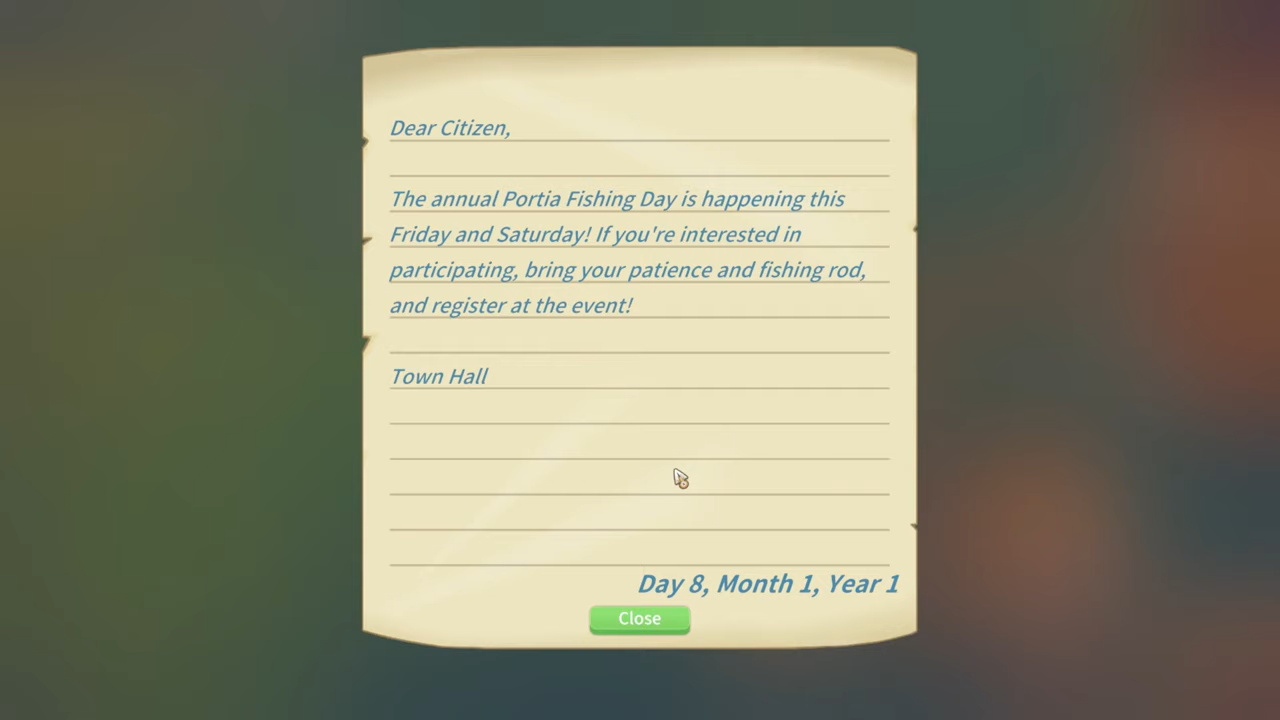 Dear Citizen,
The annual Portia Fishing Day is happening this
Friday and Saturday! If you're interested in
participating, bring your patience and fishing rod,
and register at the event!
Town Hall
Day 8, Month 1, Year 1
Close